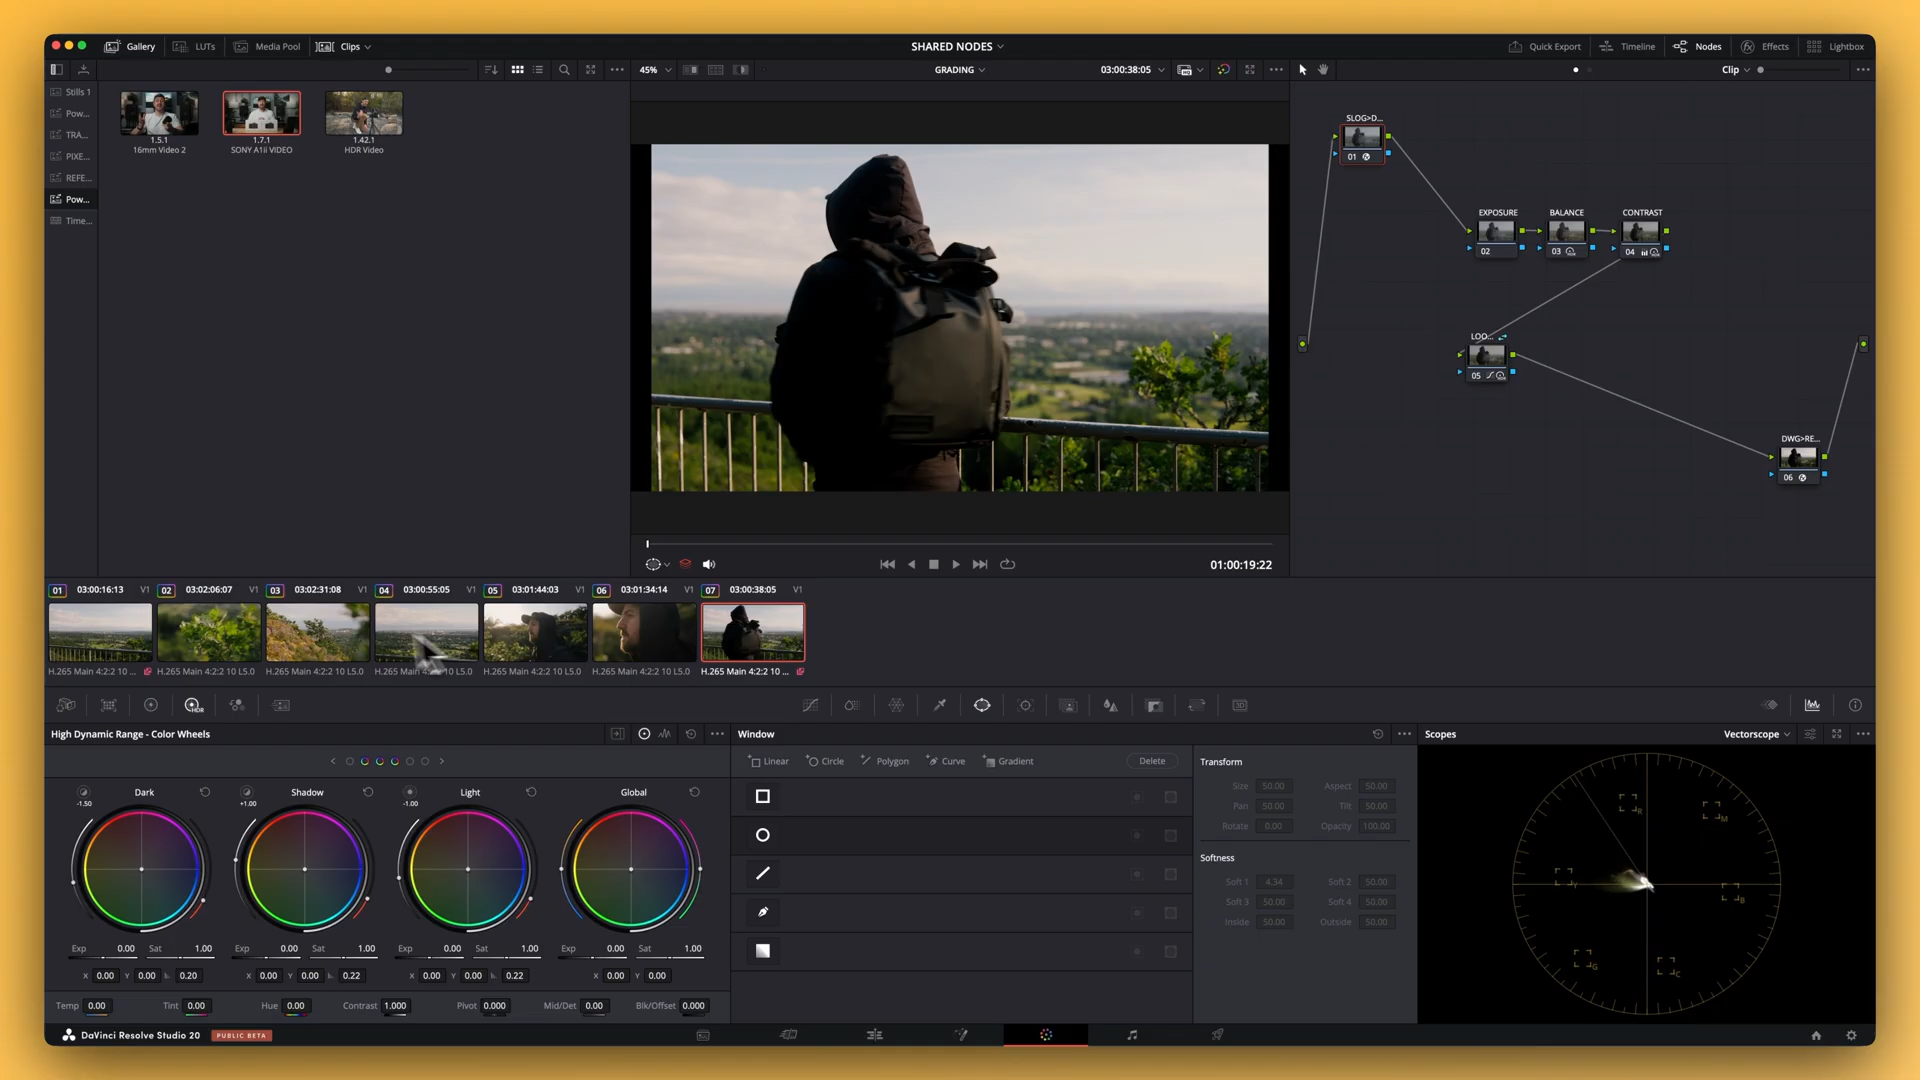 Gallery LUTs Media Pool Clips SHARED NODES Quick Export Timeline Nodes Effects Lightbox
45% GRADING 03:00:38:05 Clip
Stills 1
Pow...
TRA...
PIXE...
REFE...
Pow...
Time...
1.5.1 1.7.1 1.42.1
16mm Video 2 SONY A1ii VIDEO HDR Video
SLOG>D...
01
EXPOSURE BALANCE CONTRAST
02 03 04
LOO...
05
DWG>RE...
06
01:00:19:22
01 03:00:16:13 V1 02 03:02:06:07 V1 03 03:02:31:08 V1 04 03:00:55:05 V1 05 03:01:44:03 V1 06 03:01:34:14 V1 07 03:00:38:05 V1
H.265 Main 4:2:2 10 ... H.265 Main 4:2:2 10 L5.0 H.265 Main 4:2:2 10 L5.0 H.265 Main 4:2:2 10 L5.0 H.265 Main 4:2:2 10 L5.0 H.265 Main 4:2:2 10 L5.0 H.265 Main 4:2:2 10 ...
HDR 3D
High Dynamic Range - Color Wheels Window Scopes Vectorscope
Linear Circle Polygon Curve Gradient Delete Transform
Dark Shadow Light Global
-1.50 +1.00 -1.00
Size 50.00 Aspect 50.00
Pan 50.00 Tilt 50.00
Rotate 0.00 Opacity 100.00
Softness
Soft 1 4.34 Soft 2 50.00
Soft 3 50.00 Soft 4 50.00
Inside 50.00 Outside 50.00
R M
Y B
G C
Exp 0.00 Sat 1.00 Exp 0.00 Sat 1.00 Exp 0.00 Sat 1.00 Exp 0.00 Sat 1.00
X 0.00 Y 0.00 0.20 X 0.00 Y 0.00 0.22 X 0.00 Y 0.00 0.22 X 0.00 Y 0.00
Temp 0.00 Tint 0.00 Hue 0.00 Contrast 1.000 Pivot 0.000 Mid/Det 0.00 Blk/Offset 0.000
DaVinci Resolve Studio 20 PUBLIC BETA